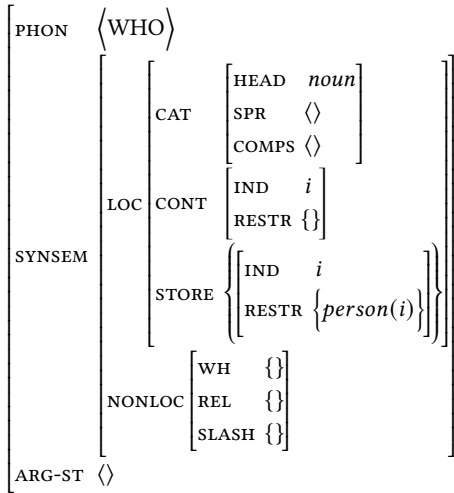 PHON ⟨WHO⟩
HEAD noun
CAT SPR ⟨⟩
COMPS ⟨⟩
LOC CONT IND i
RESTR {}
SYNSEM
IND i
STORE { RESTR {person(i)} }
WH {}
NONLOC REL {}
SLASH {}
ARG-ST ⟨⟩